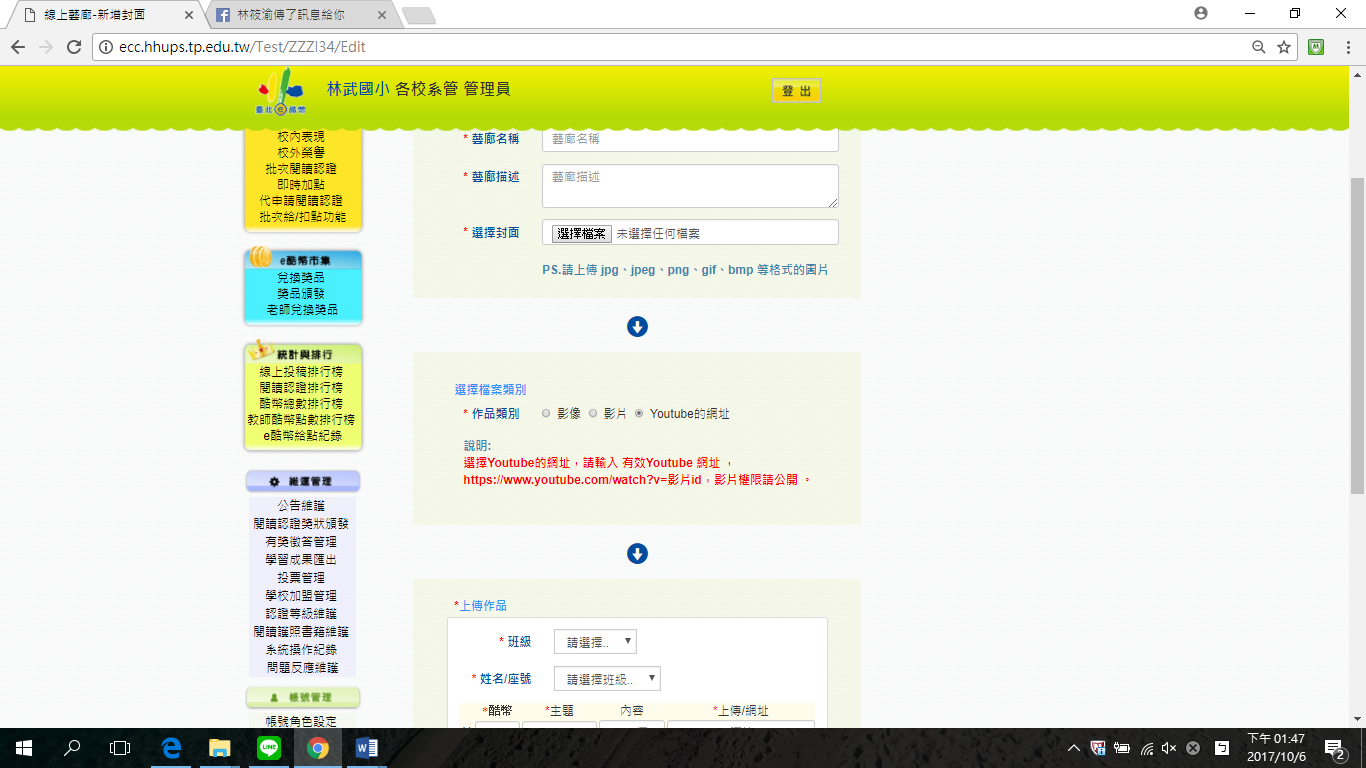 線上藝廊-新增封面
林筱渝傳了訊息給你
ecc.hhups.tp.edu.tw/Test/ZZZI34/Edit
臺北e酷幣
林武國小 各校系管 管理員
登 出
校內表現
校外榮譽
批次閱讀認證
即時加點
代申請閱讀認證
批次給/扣點功能
e酷幣市集
兌換獎品
獎品頒發
老師兌換獎品
統計與排行
線上投稿排行榜
閱讀認證排行榜
酷幣總數排行榜
教師酷幣點數排行榜
e酷幣給點紀錄
維運管理
公告維護
閱讀認證獎狀頒發
有獎徵答管理
學習成果匯出
投票管理
學校加盟管理
認證等級維護
閱讀護照書籍維護
系統操作紀錄
問題反應維護
帳號管理
帳號角色設定
* 藝廊名稱 藝廊名稱
* 藝廊描述 藝廊描述
* 選擇封面 選擇檔案 未選擇任何檔案
PS.請上傳 jpg、jpeg、png、gif、bmp 等格式的圖片
選擇檔案類別
* 作品類別 影像 影片 Youtube的網址
說明:
選擇Youtube的網址，請輸入 有效Youtube 網址 ，
https://www.youtube.com/watch?v=影片id，影片權限請公開 。
*上傳作品
* 班級 請選擇..
* 姓名/座號 請選擇班級..
*酷幣 *主題 內容 *上傳/網址
下午 01:47
2017/10/6
2